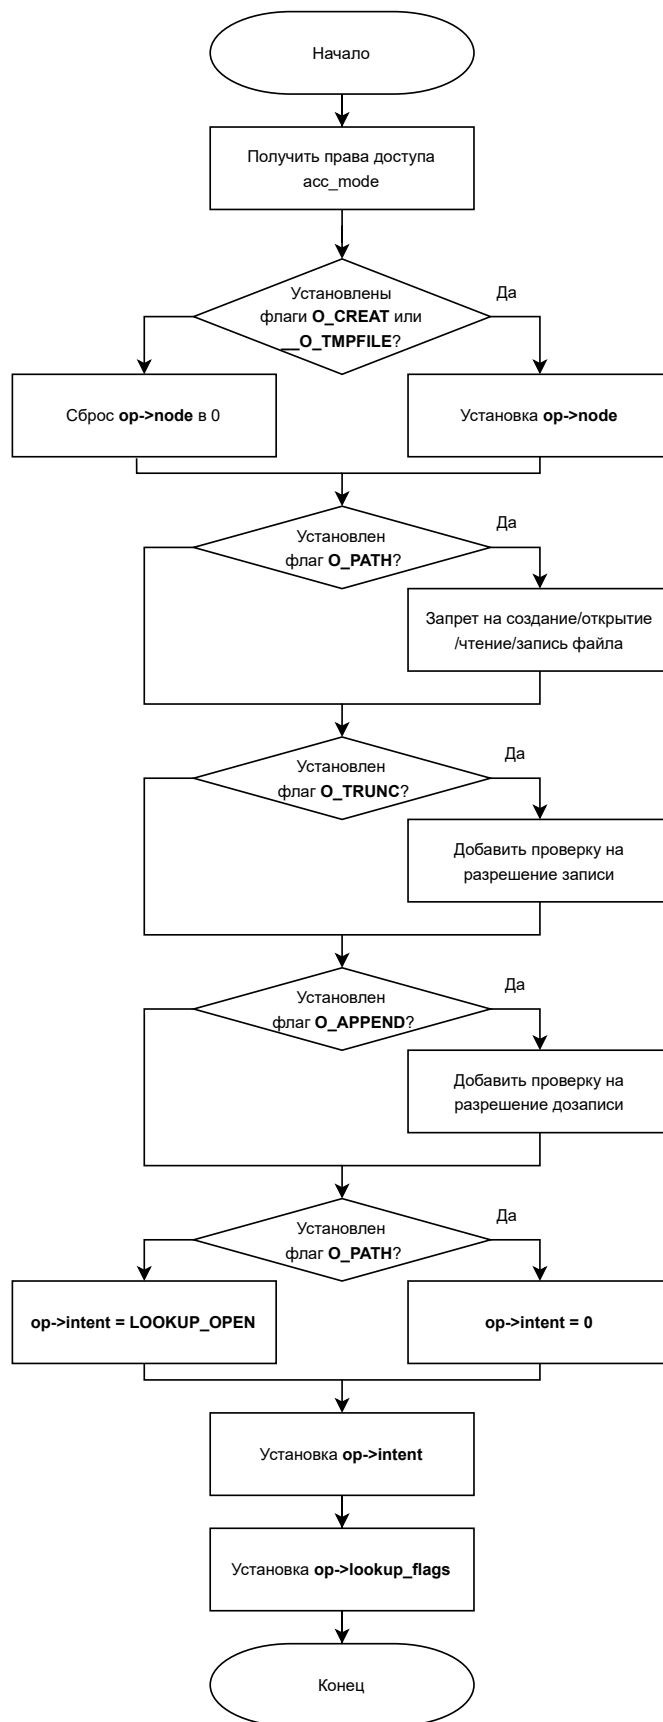 Начало
Получить права доступа
acc_mode
Установлены
флаги O_CREAT или
__O_TMPFILE?
Да
Сброс op->node в 0
Установка op->node
Установлен
флаг O_PATH?
Да
Запрет на создание/открытие
/чтение/запись файла
Установлен
флаг O_TRUNC?
Да
Добавить проверку на
разрешение записи
Установлен
флаг O_APPEND?
Да
Добавить проверку на
разрешение дозаписи
Установлен
флаг O_PATH?
Да
op->intent = LOOKUP_OPEN
op->intent = 0
Установка op->intent
Установка op->lookup_flags
Конец